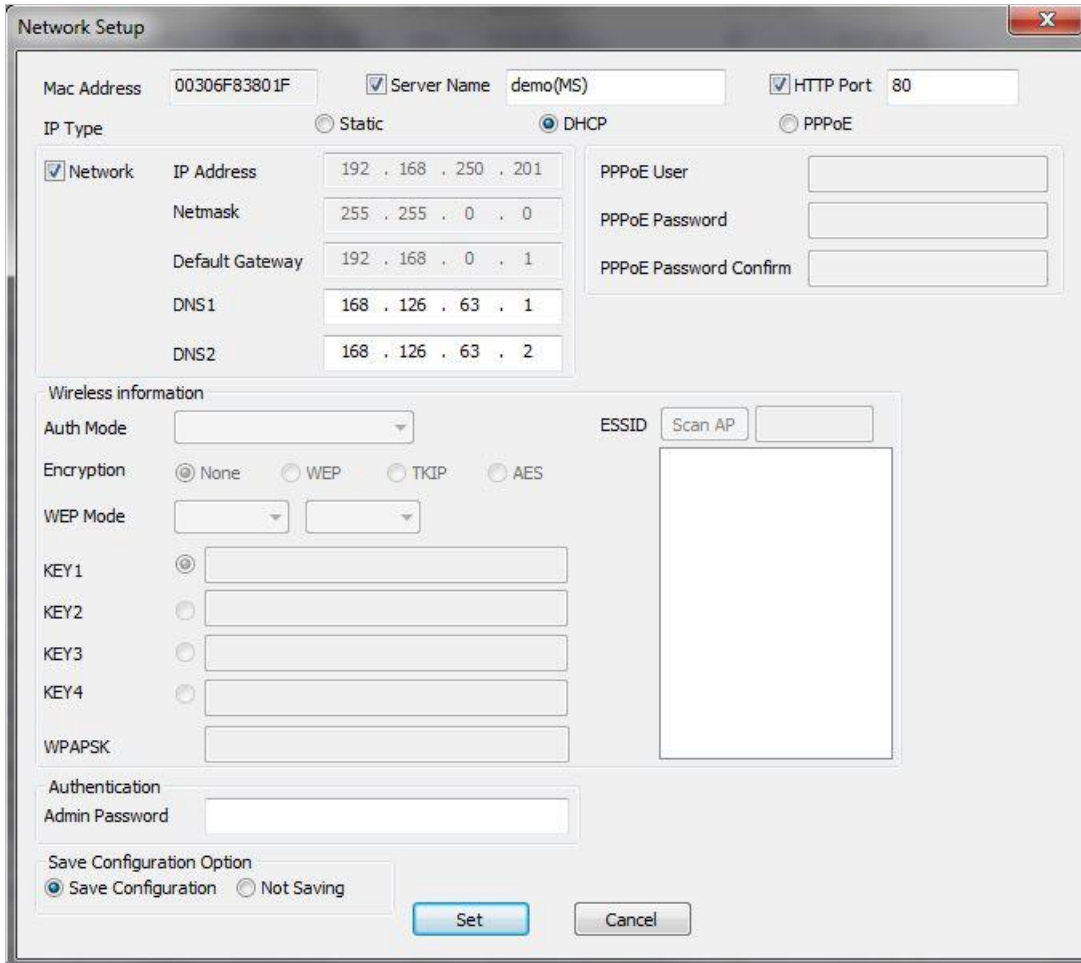 Network Setup
Mac Address 00306F83801F Server Name demo(MS) HTTP Port 80
IP Type Static DHCP PPPoE
Network IP Address 192 . 168 . 250 . 201 PPPoE User
Netmask 255 . 255 . 0 . 0 PPPoE Password
Default Gateway 192 . 168 . 0 . 1 PPPoE Password Confirm
DNS1 168 . 126 . 63 . 1
DNS2 168 . 126 . 63 . 2
Wireless information
Auth Mode ESSID Scan AP
Encryption None WEP TKIP AES
WEP Mode
KEY1
KEY2
KEY3
KEY4
WPAPSK
Authentication
Admin Password
Save Configuration Option
Save Configuration Not Saving
Set Cancel